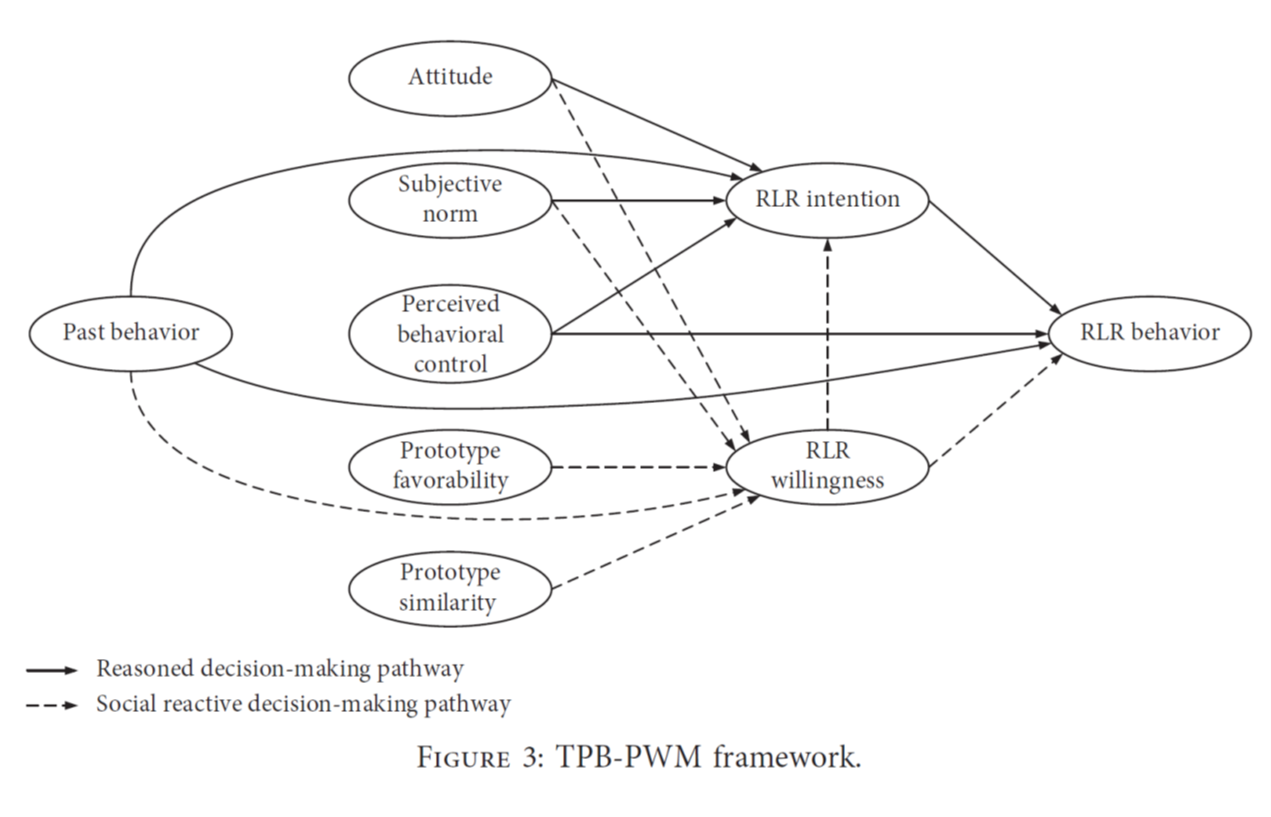 Attitude
Subjective
norm
RLR intention
Perceived
behavioral
control
Past behavior
RLR behavior
Prototype
favorability
RLR
willingness
Prototype
similarity
Reasoned decision-making pathway
Social reactive decision-making pathway
FIGURE 3: TPB-PWM framework.